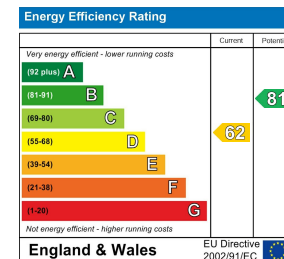 Energy Efficiency Rating
Current Potenti
Very energy efficient - lower running costs
(92 plus) A
(81-91) B
81
(69-80) C
(55-68) D
62
(39-54) E
(21-38) F
(1-20) G
Not energy efficient - higher running costs
England & Wales
EU Directive
2002/91/EC